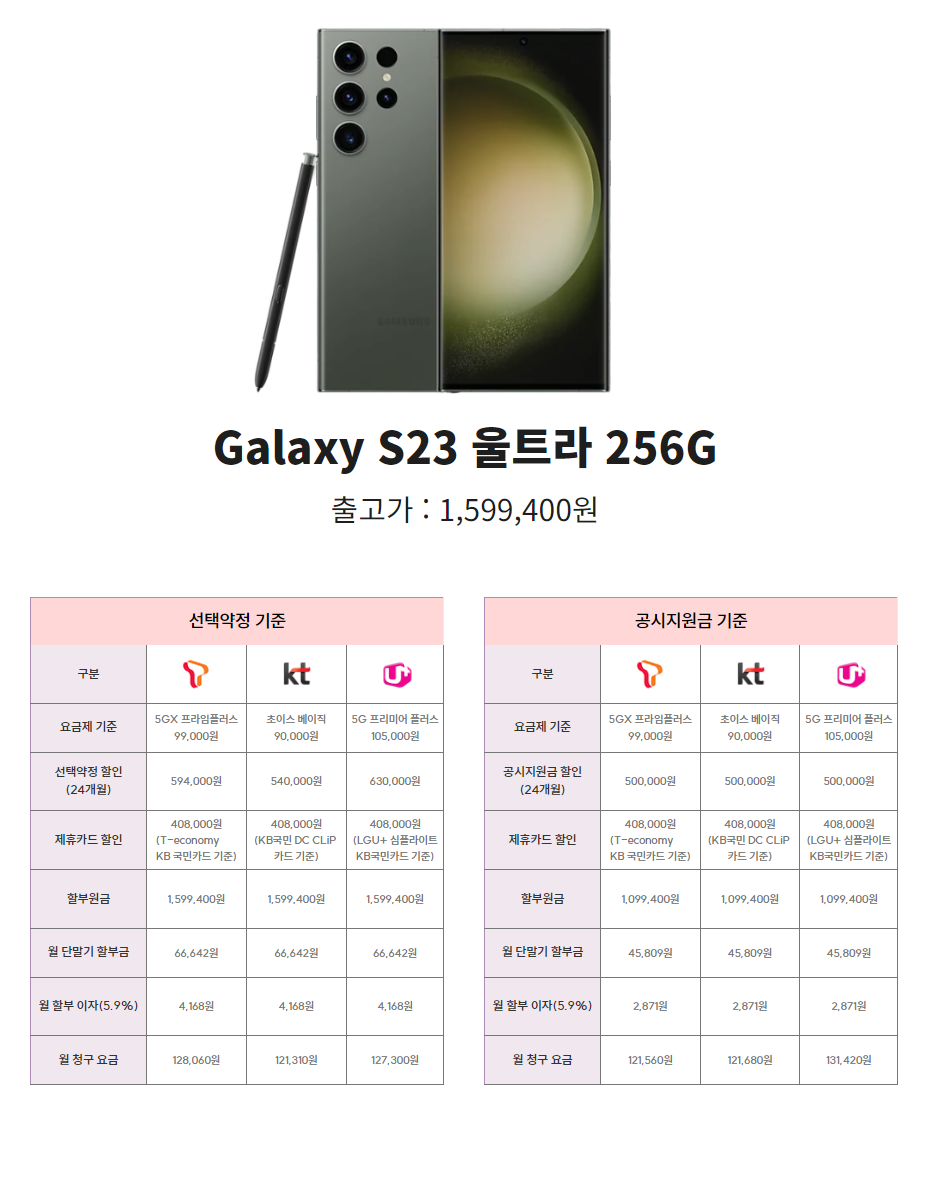 SAMSUNG
Galaxy S23 울트라 256G
출고가 : 1,599,400원
선택약정 기준
구분 T kt U+
요금제 기준 5GX 프라임플러스 99,000원 초이스 베이직 90,000원 5G 프리미어 플러스 105,000원
선택약정 할인 (24개월) 594,000원 540,000원 630,000원
제휴카드 할인 408,000원 (T-economy KB 국민카드 기준) 408,000원 (KB국민 DC CLiP 카드 기준) 408,000원 (LGU+ 심플라이트 KB국민카드 기준)
할부원금 1,599,400원 1,599,400원 1,599,400원
월 단말기 할부금 66,642원 66,642원 66,642원
월 할부 이자(5.9%) 4,168원 4,168원 4,168원
월 청구 요금 128,060원 121,310원 127,300원
공시지원금 기준
구분 T kt U+
요금제 기준 5GX 프라임플러스 99,000원 초이스 베이직 90,000원 5G 프리미어 플러스 105,000원
공시지원금 할인 (24개월) 500,000원 500,000원 500,000원
제휴카드 할인 408,000원 (T-economy KB 국민카드 기준) 408,000원 (KB국민 DC CLiP 카드 기준) 408,000원 (LGU+ 심플라이트 KB국민카드 기준)
할부원금 1,099,400원 1,099,400원 1,099,400원
월 단말기 할부금 45,809원 45,809원 45,809원
월 할부 이자(5.9%) 2,871원 2,871원 2,871원
월 청구 요금 121,560원 121,680원 131,420원